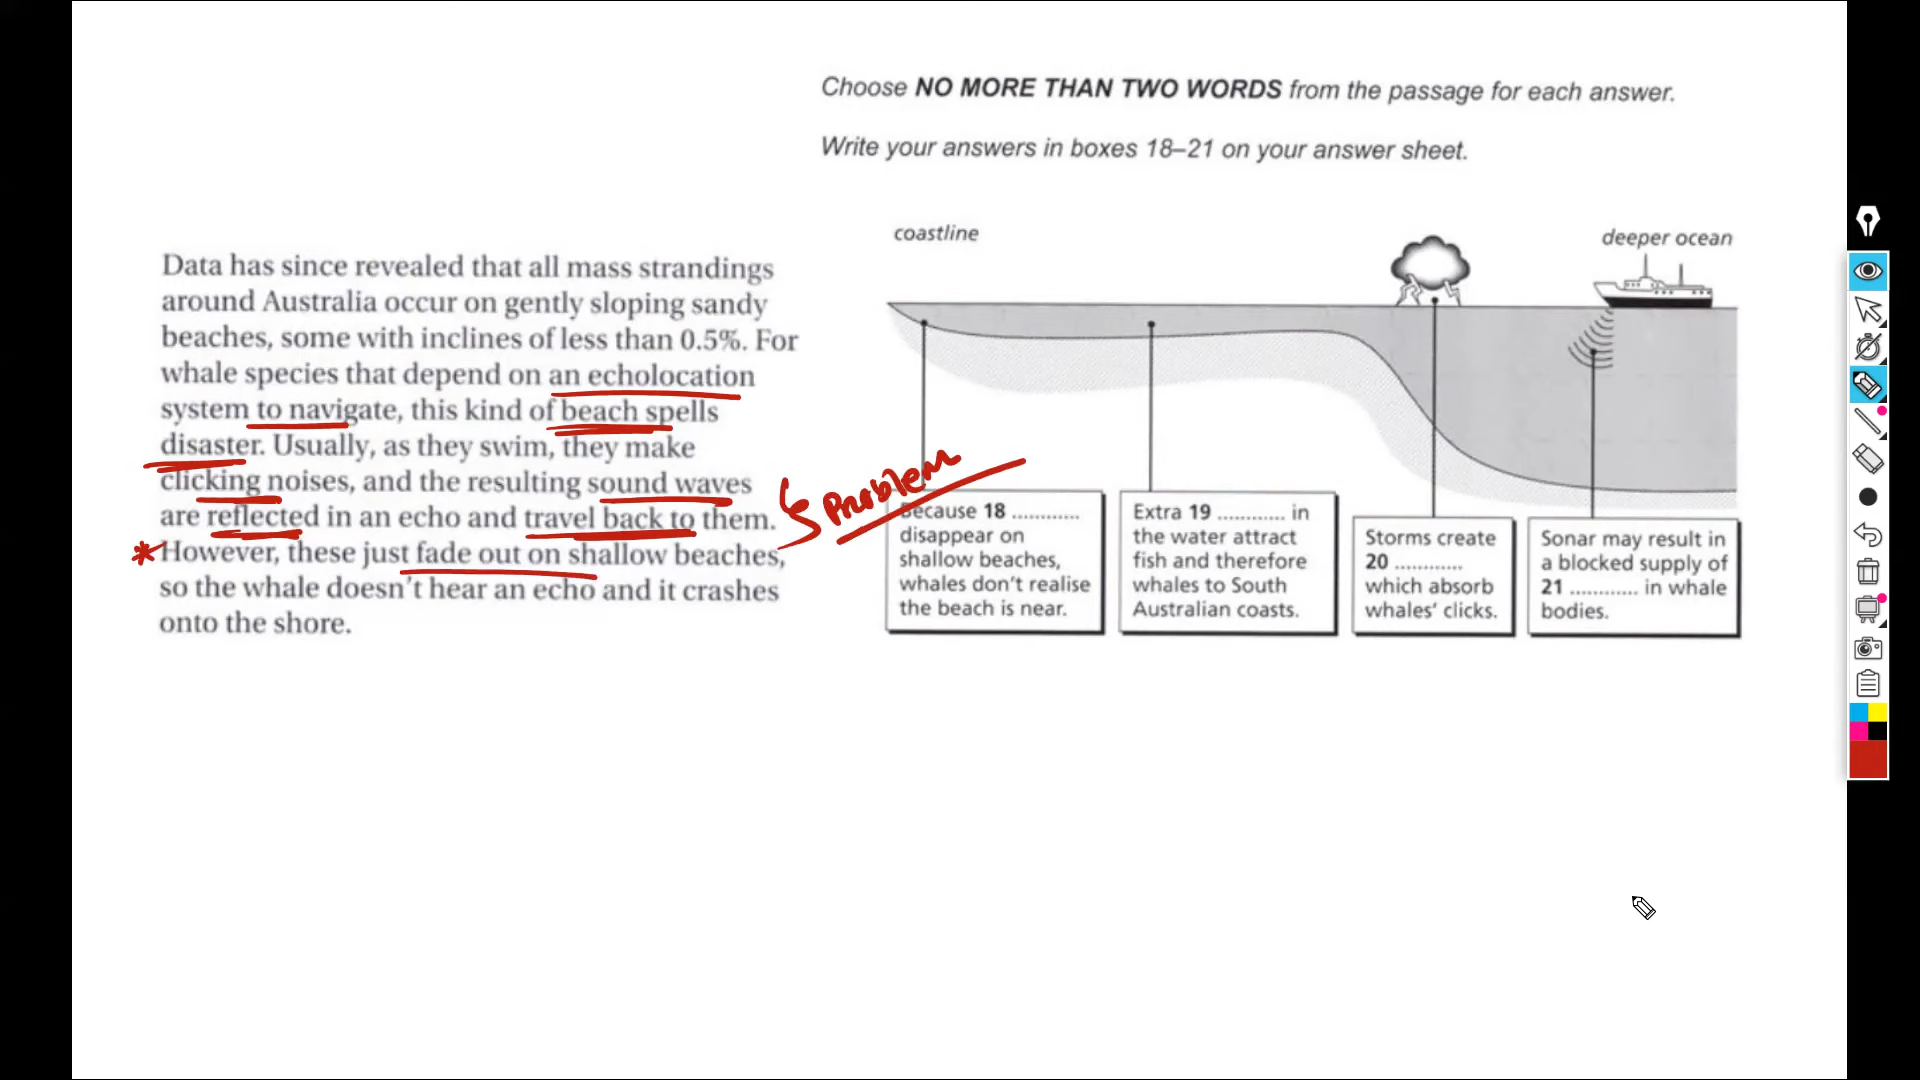 Choose NO MORE THAN TWO WORDS from the passage for each answer.
Write your answers in boxes 18–21 on your answer sheet.
Data has since revealed that all mass strandings
around Australia occur on gently sloping sandy
beaches, some with inclines of less than 0.5%. For
whale species that depend on an echolocation
system to navigate, this kind of beach spells
disaster. Usually, as they swim, they make
clicking noises, and the resulting sound waves
are reflected in an echo and travel back to them.
However, these just fade out on shallow beaches,
so the whale doesn't hear an echo and it crashes
onto the shore.
Problem
coastline
deeper ocean
Because 18 ............
disappear on
shallow beaches,
whales don't realise
the beach is near.
Extra 19 ............ in
the water attract
fish and therefore
whales to South
Australian coasts.
Storms create
20 ............
which absorb
whales' clicks.
Sonar may result in
a blocked supply of
21 ............ in whale
bodies.